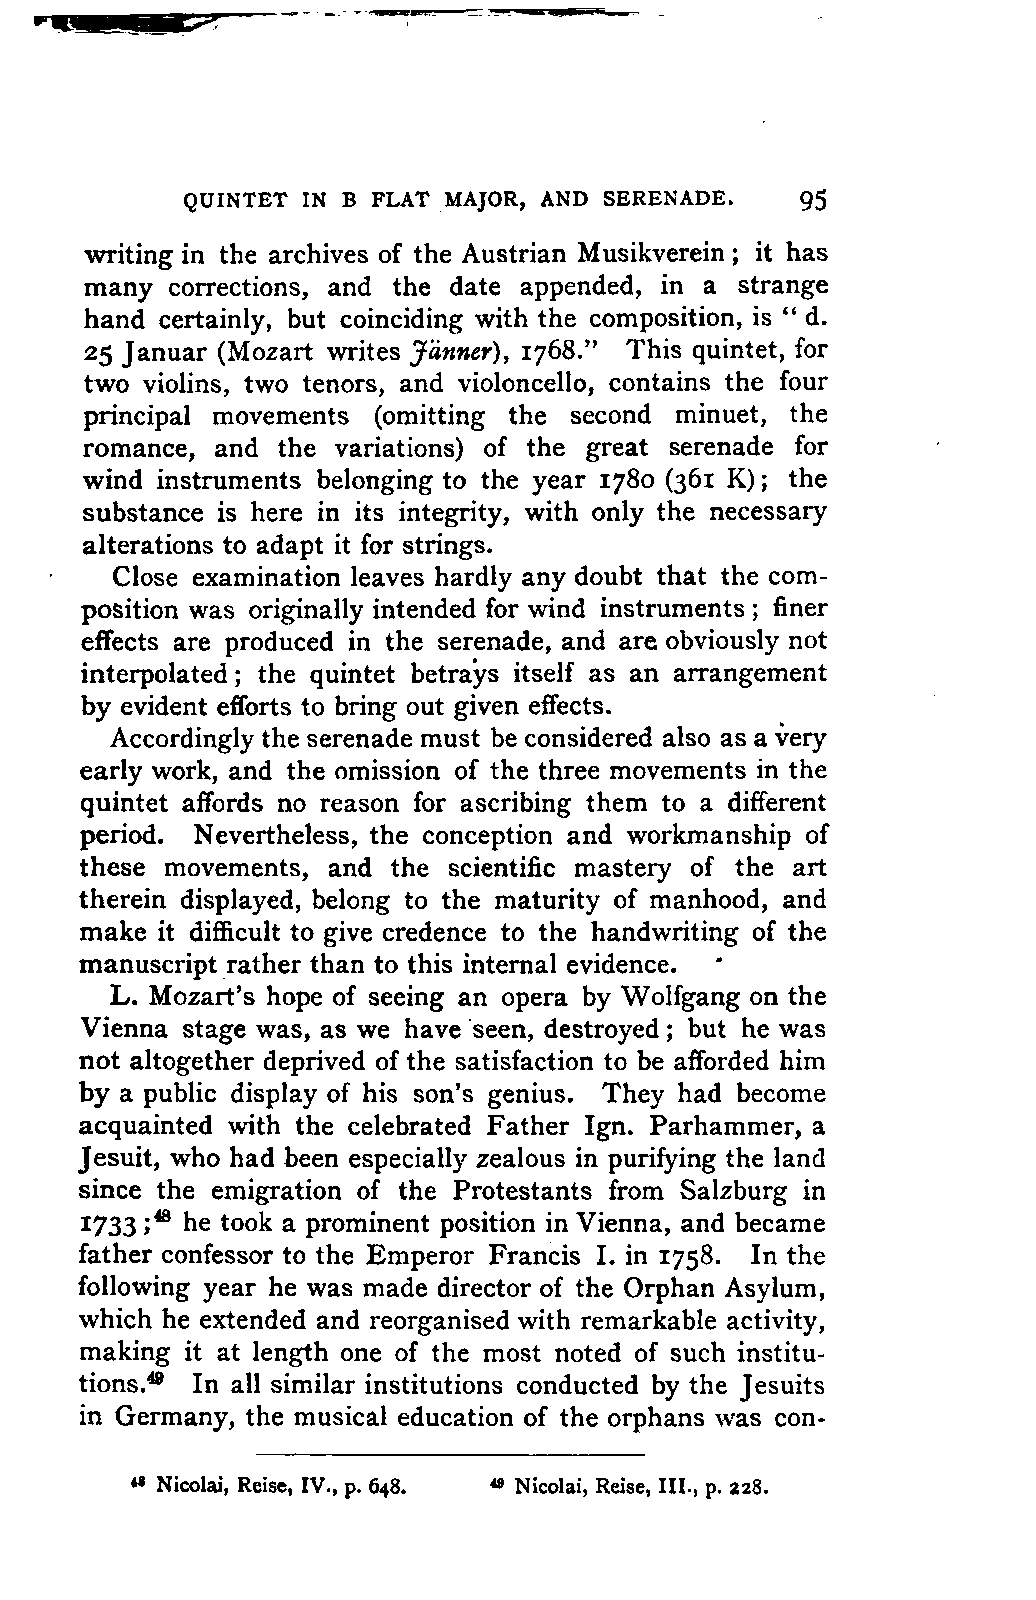 QUINTET IN B FLAT MAJOR, AND SERENADE. 95
writing in the archives of the Austrian Musikverein; it has
many corrections, and the date appended, in a strange
hand certainly, but coinciding with the composition, is “ d.
25 Januar (Mozart writes Jänner), 1768.” This quintet, for
two violins, two tenors, and violoncello, contains the four
principal movements (omitting the second minuet, the
romance, and the variations) of the great serenade for
wind instruments belonging to the year 1780 (361 K); the
substance is here in its integrity, with only the necessary
alterations to adapt it for strings.
Close examination leaves hardly any doubt that the com-
position was originally intended for wind instruments; finer
effects are produced in the serenade, and are obviously not
interpolated; the quintet betrays itself as an arrangement
by evident efforts to bring out given effects.
Accordingly the serenade must be considered also as a very
early work, and the omission of the three movements in the
quintet affords no reason for ascribing them to a different
period. Nevertheless, the conception and workmanship of
these movements, and the scientific mastery of the art
therein displayed, belong to the maturity of manhood, and
make it difficult to give credence to the handwriting of the
manuscript rather than to this internal evidence.
L. Mozart's hope of seeing an opera by Wolfgang on the
Vienna stage was, as we have seen, destroyed; but he was
not altogether deprived of the satisfaction to be afforded him
by a public display of his son's genius. They had become
acquainted with the celebrated Father Ign. Parhammer, a
Jesuit, who had been especially zealous in purifying the land
since the emigration of the Protestants from Salzburg in
1733;⁴⁸ he took a prominent position in Vienna, and became
father confessor to the Emperor Francis I. in 1758. In the
following year he was made director of the Orphan Asylum,
which he extended and reorganised with remarkable activity,
making it at length one of the most noted of such institu-
tions.⁴⁹ In all similar institutions conducted by the Jesuits
in Germany, the musical education of the orphans was con-
⁴⁸ Nicolai, Reise, IV., p. 648. ⁴⁹ Nicolai, Reise, III., p. 228.